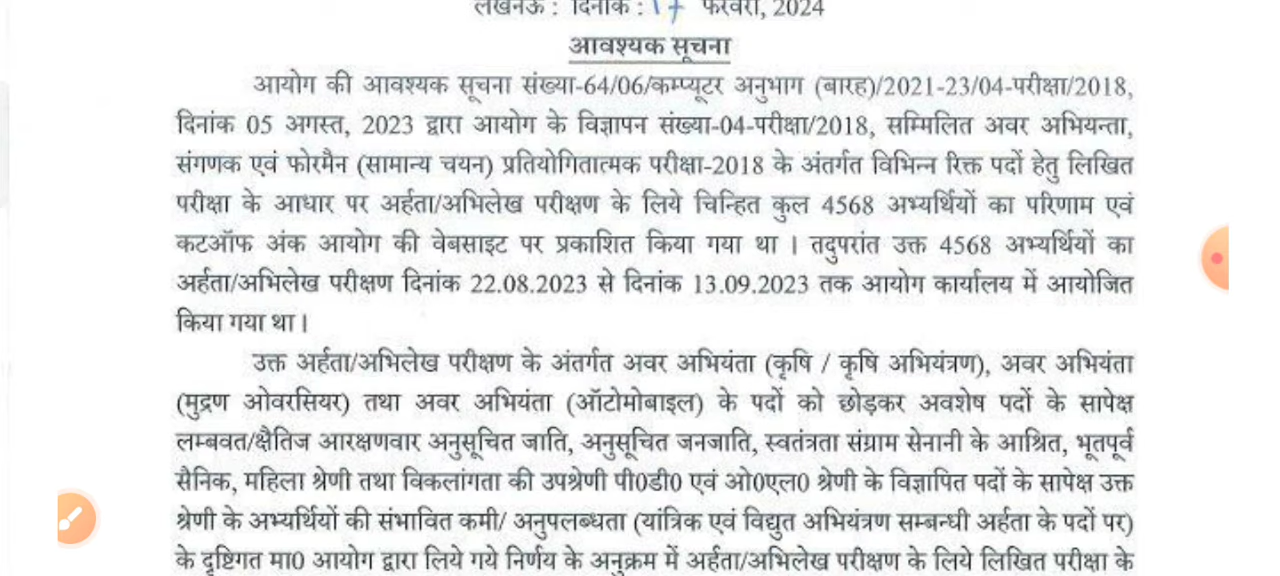 लखनऊ : दिनांक : 17 फरवरी, 2024
आवश्यक सूचना
आयोग की आवश्यक सूचना संख्या-64/06/कम्प्यूटर अनुभाग (बारह)/2021-23/04-परीक्षा/2018,
दिनांक 05 अगस्त, 2023 द्वारा आयोग के विज्ञापन संख्या-04-परीक्षा/2018, सम्मिलित अवर अभियन्ता,
संगणक एवं फोरमैन (सामान्य चयन) प्रतियोगितात्मक परीक्षा-2018 के अंतर्गत विभिन्न रिक्त पदों हेतु लिखित
परीक्षा के आधार पर अर्हता/अभिलेख परीक्षण के लिये चिन्हित कुल 4568 अभ्यर्थियों का परिणाम एवं
कटऑफ अंक आयोग की वेबसाइट पर प्रकाशित किया गया था । तदुपरांत उक्त 4568 अभ्यर्थियों का
अर्हता/अभिलेख परीक्षण दिनांक 22.08.2023 से दिनांक 13.09.2023 तक आयोग कार्यालय में आयोजित
किया गया था।
उक्त अर्हता/अभिलेख परीक्षण के अंतर्गत अवर अभियंता (कृषि / कृषि अभियंत्रण), अवर अभियंता
(मुद्रण ओवरसियर) तथा अवर अभियंता (ऑटोमोबाइल) के पदों को छोड़कर अवशेष पदों के सापेक्ष
लम्बवत/क्षैतिज आरक्षणवार अनुसूचित जाति, अनुसूचित जनजाति, स्वतंत्रता संग्राम सेनानी के आश्रित, भूतपूर्व
सैनिक, महिला श्रेणी तथा विकलांगता की उपश्रेणी पी0डी0 एवं ओ0एल0 श्रेणी के विज्ञापित पदों के सापेक्ष उक्त
श्रेणी के अभ्यर्थियों की संभावित कमी/ अनुपलब्धता (यांत्रिक एवं विद्युत अभियंत्रण सम्बन्धी अर्हता के पदों पर)
के दृष्टिगत मा0 आयोग द्वारा लिये गये निर्णय के अनुक्रम में अर्हता/अभिलेख परीक्षण के लिये लिखित परीक्षा के